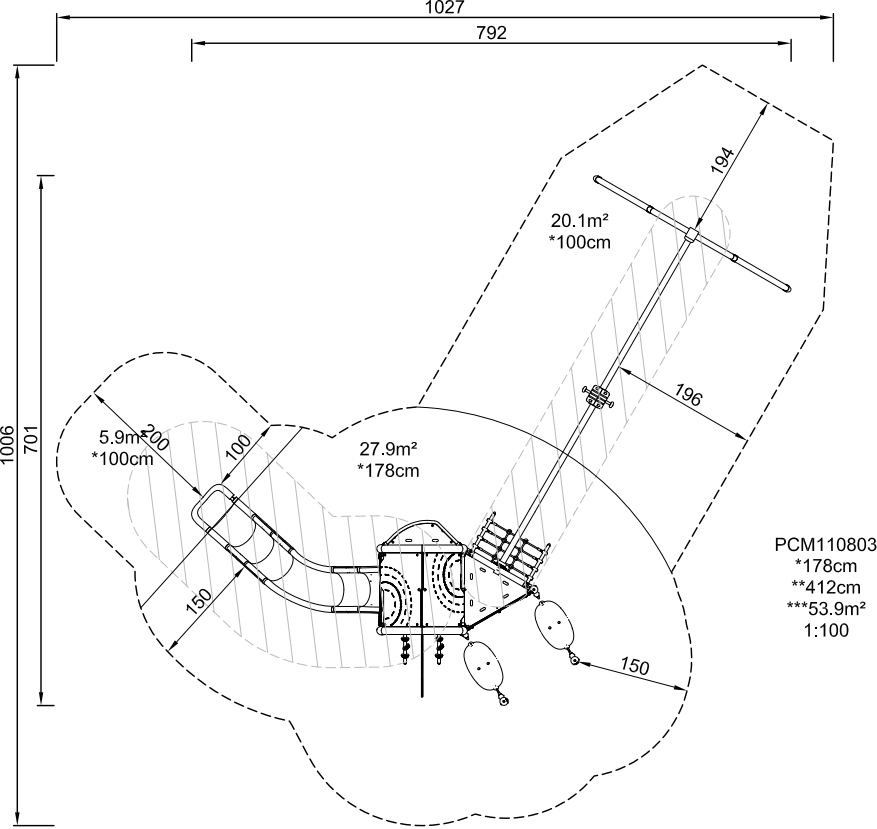 1027
792
194
20.1m²
*100cm
1006
701
196
5.9m²
*100cm
200
100
27.9m²
*178cm
150
PCM110803
*178cm
**412cm
***53.9m²
1:100
150